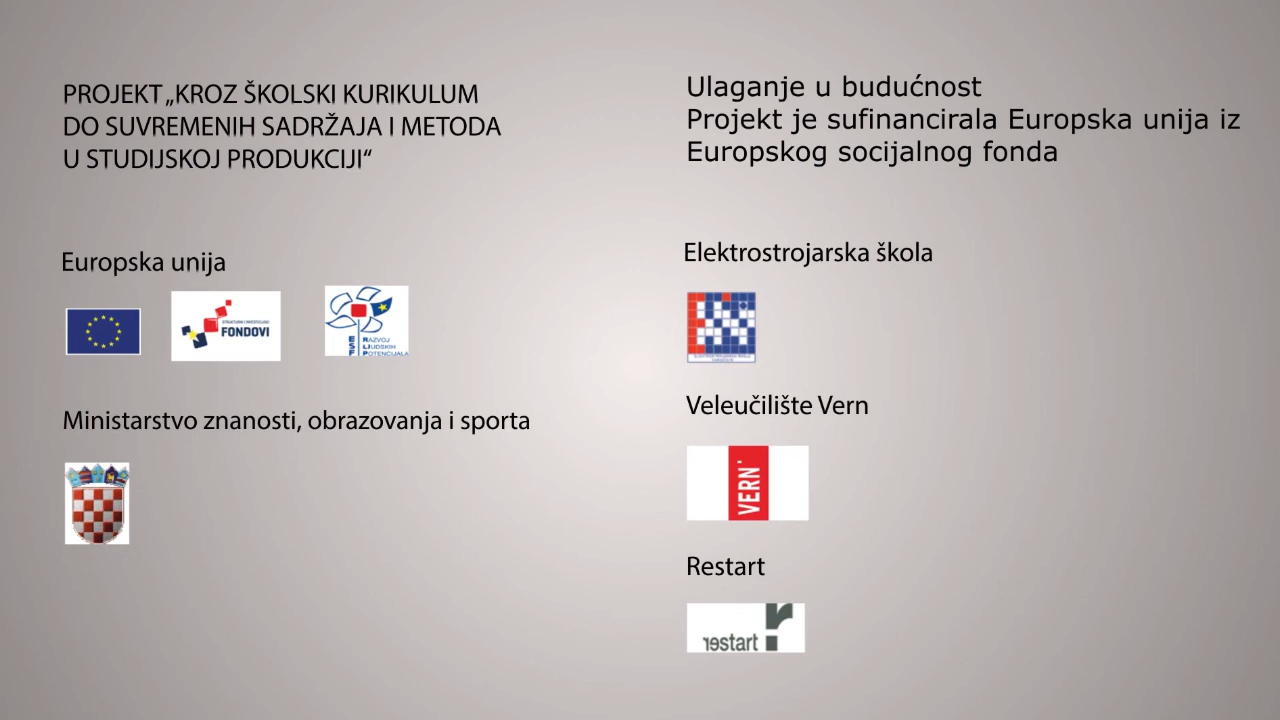 PROJEKT „KROZ ŠKOLSKI KURIKULUM
DO SUVREMENIH SADRŽAJA I METODA
U STUDIJSKOJ PRODUKCIJI“
Ulaganje u budućnost
Projekt je sufinancirala Europska unija iz
Europskog socijalnog fonda
Europska unija
STRUKTURNI I INVESTICIJSKI
FONDOVI
ESF
RAZVOJ
LJUDSKIH
POTENCIJALA
Ministarstvo znanosti, obrazovanja i sporta
Elektrostrojarska škola
Veleučilište Vern
VERN'
Restart
restart
r